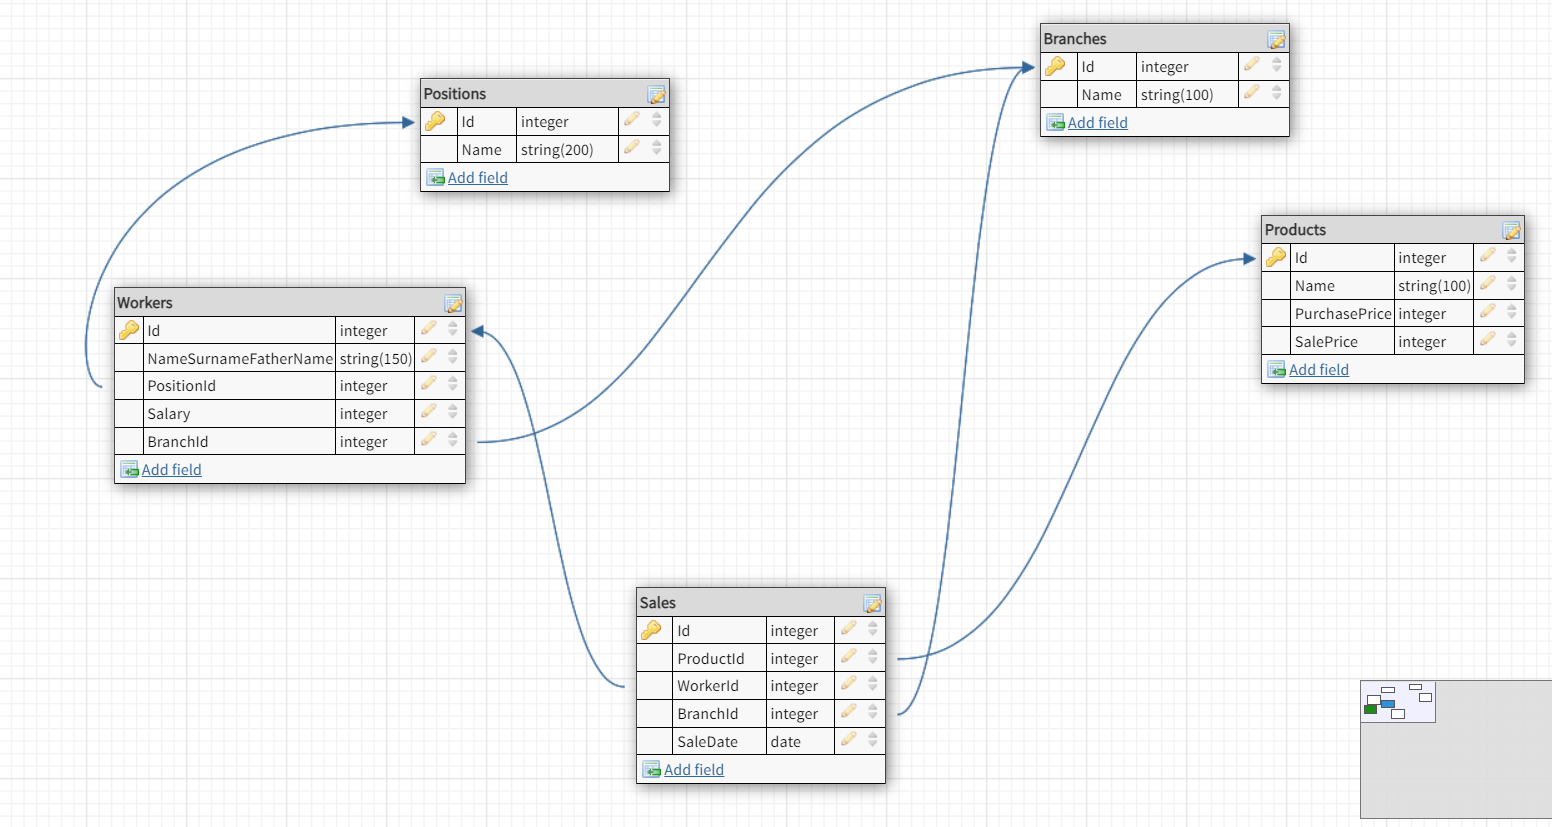 Branches
Id integer
Name string(100)
Add field
Positions
Id integer
Name string(200)
Add field
Products
Id integer
Name string(100)
PurchasePrice integer
SalePrice integer
Add field
Workers
Id integer
NameSurnameFatherName string(150)
PositionId integer
Salary integer
BranchId integer
Add field
Sales
Id integer
ProductId integer
WorkerId integer
BranchId integer
SaleDate date
Add field